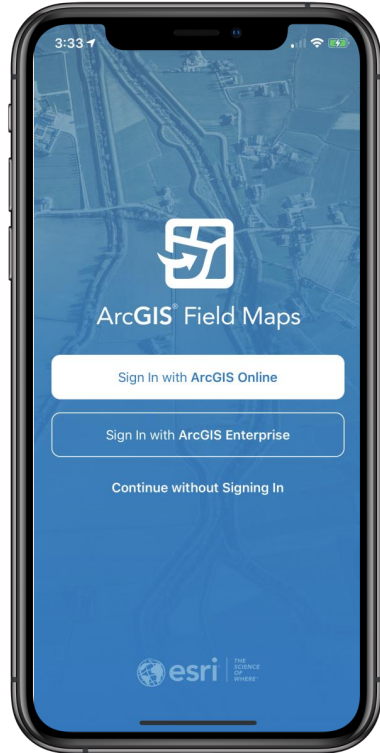 3:33
ArcGIS® Field Maps
Sign In with ArcGIS Online
Sign In with ArcGIS Enterprise
Continue without Signing In
esri
THE
SCIENCE
OF
WHERE™